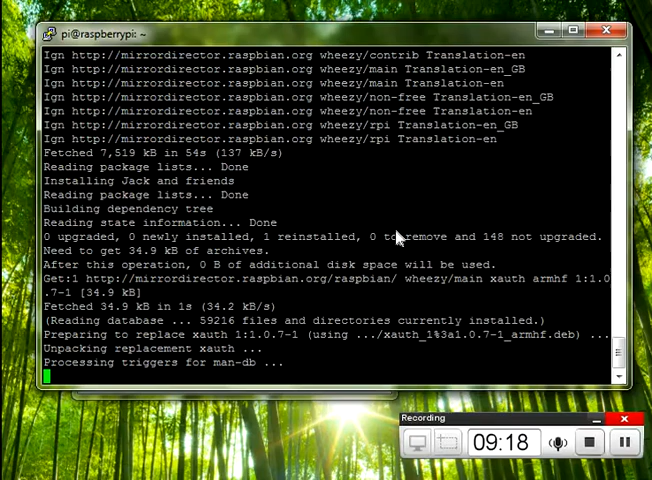 pi@raspberrypi: ~
Ign http://mirrordirector.raspbian.org wheezy/contrib Translation-en
Ign http://mirrordirector.raspbian.org wheezy/main Translation-en_GB
Ign http://mirrordirector.raspbian.org wheezy/main Translation-en
Ign http://mirrordirector.raspbian.org wheezy/non-free Translation-en_GB
Ign http://mirrordirector.raspbian.org wheezy/non-free Translation-en
Ign http://mirrordirector.raspbian.org wheezy/rpi Translation-en_GB
Ign http://mirrordirector.raspbian.org wheezy/rpi Translation-en
Fetched 7,519 kB in 54s (137 kB/s)
Reading package lists... Done
Installing Jack and friends
Reading package lists... Done
Building dependency tree
Reading state information... Done
0 upgraded, 0 newly installed, 1 reinstalled, 0 to remove and 148 not upgraded.
Need to get 34.9 kB of archives.
After this operation, 0 B of additional disk space will be used.
Get:1 http://mirrordirector.raspbian.org/raspbian/ wheezy/main xauth armhf 1:1.0
.7-1 [34.9 kB]
Fetched 34.9 kB in 1s (34.2 kB/s)
(Reading database ... 59216 files and directories currently installed.)
Preparing to replace xauth 1:1.0.7-1 (using .../xauth_1%3a1.0.7-1_armhf.deb) ...
Unpacking replacement xauth ...
Processing triggers for man-db ...
Recording
09:18